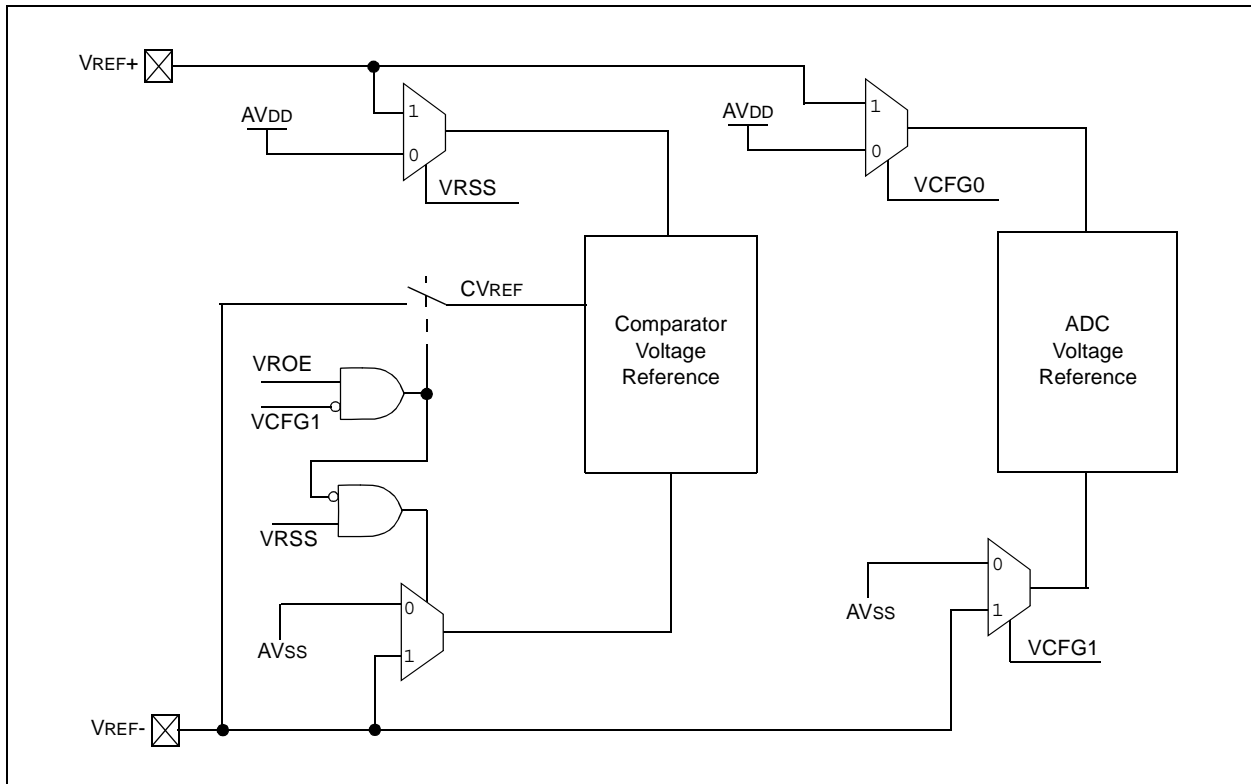 VREF+
AVDD
1
0
VRSS
AVDD
1
0
VCFG0
CVREF
Comparator
Voltage
Reference
ADC
Voltage
Reference
VROE
VCFG1
VRSS
AVSS
0
1
AVSS
0
1
VCFG1
VREF-